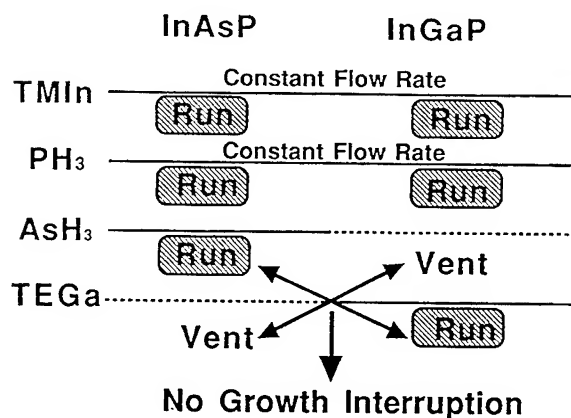 InAsP InGaP
Constant Flow Rate
TMIn
Run Run
Constant Flow Rate
PH₃
Run Run
AsH₃
Run
Vent
TEGa
Run
Vent
No Growth Interruption